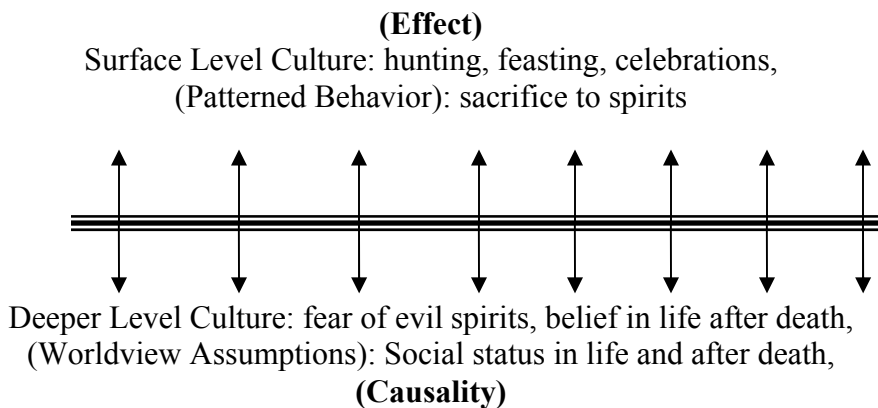 (Effect)
Surface Level Culture: hunting, feasting, celebrations,
(Patterned Behavior): sacrifice to spirits
Deeper Level Culture: fear of evil spirits, belief in life after death,
(Worldview Assumptions): Social status in life and after death,
(Causality)